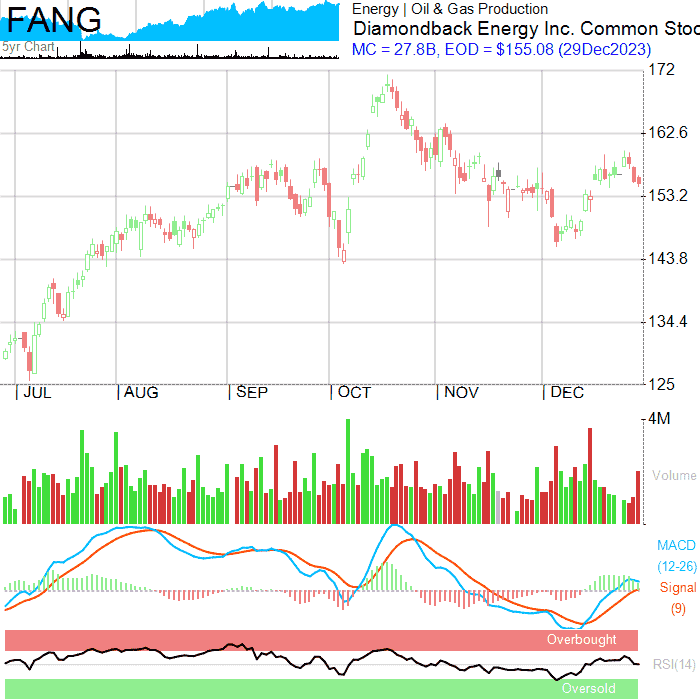 FANG
5yr Chart
Energy | Oil & Gas Production
Diamondback Energy Inc. Common Stoc
MC = 27.8B, EOD = $155.08 (29Dec2023)
172
162.6
153.2
143.8
134.4
125
| JUL | AUG | SEP | OCT | NOV | DEC
4M
Volume
MACD
(12-26)
Signal
(9)
Overbought
RSI(14)
Oversold